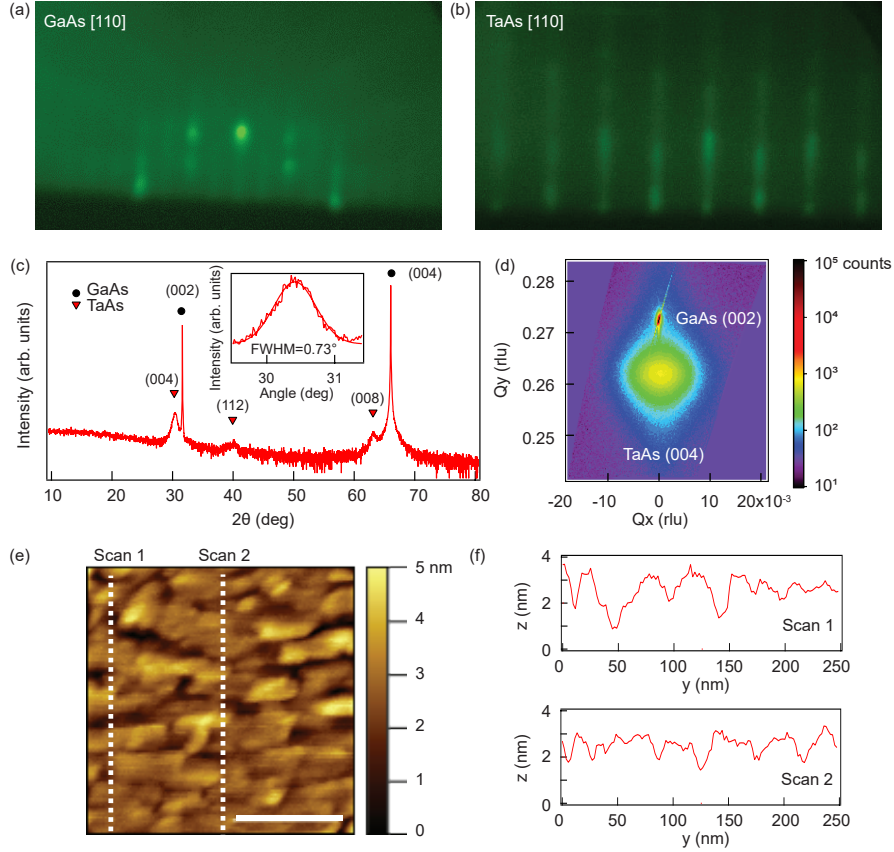 (a)
GaAs [110]
(b)
TaAs [110]
(c)
Intensity (arb. units)
GaAs
TaAs
(004)
(002)
(112)
(008)
(004)
Intensity (arb. units)
FWHM=0.73°
30 31
Angle (deg)
10 20 30 40 50 60 70 80
2θ (deg)
(d)
Qy (rlu)
0.28
0.27
0.26
0.25
GaAs (002)
TaAs (004)
-18 -10 0 10 20x10⁻³
Qx (rlu)
10⁵ counts
10⁴
10³
10²
10¹
(e)
Scan 1 Scan 2
5 nm
4
3
2
1
0
(f)
z (nm)
4
2
0
Scan 1
0 50 100 150 200 250
y (nm)
z (nm)
4
2
0
Scan 2
0 50 100 150 200 250
y (nm)